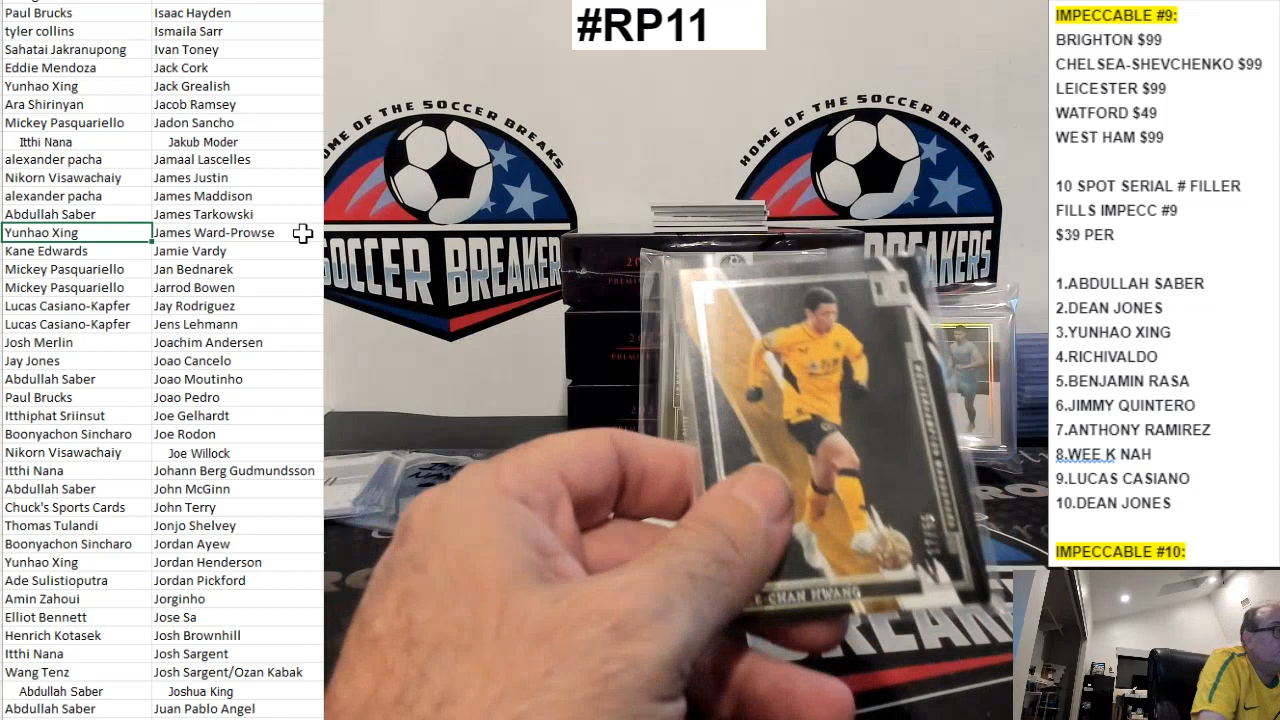 Paul Brucks Isaac Hayden
tyler collins Ismaila Sarr
Sahatai Jakranupong Ivan Toney
Eddie Mendoza Jack Cork
Yunhao Xing Jack Grealish
Ara Shirinyan Jacob Ramsey
Mickey Pasquariello Jadon Sancho
Itthi Nana Jakub Moder
alexander pacha Jamaal Lascelles
Nikorn Visawachaiy James Justin
alexander pacha James Maddison
Abdullah Saber James Tarkowski
Yunhao Xing James Ward-Prowse
Kane Edwards Jamie Vardy
Mickey Pasquariello Jan Bednarek
Mickey Pasquariello Jarrod Bowen
Lucas Casiano-Kapfer Jay Rodriguez
Lucas Casiano-Kapfer Jens Lehmann
Josh Merlin Joachim Andersen
Jay Jones Joao Cancelo
Abdullah Saber Joao Moutinho
Paul Brucks Joao Pedro
Itthiphat Sriinsut Joe Gelhardt
Boonyachon Sincharo Joe Rodon
Nikorn Visawachaiy Joe Willock
Itthi Nana Johann Berg Gudmundsson
Abdullah Saber John McGinn
Chuck's Sports Cards John Terry
Thomas Tulandi Jonjo Shelvey
Boonyachon Sincharo Jordan Ayew
Yunhao Xing Jordan Henderson
Ade Sulistioputra Jordan Pickford
Amin Zahoui Jorginho
Elliot Bennett Jose Sa
Henrich Kotasek Josh Brownhill
Itthi Nana Josh Sargent
Wang Tenz Josh Sargent/Ozan Kabak
Abdullah Saber Joshua King
Abdullah Saber Juan Pablo Angel
#RP11
HOME OF THE SOCCER BREAKS
SOCCER BREAKERS
HOME OF THE SOCCER BREAKS
BREAKERS
E-CHAN HWANG
IMPECCABLE #9:
BRIGHTON $99
CHELSEA-SHEVCHENKO $99
LEICESTER $99
WATFORD $49
WEST HAM $99
10 SPOT SERIAL # FILLER
FILLS IMPECC #9
$39 PER
1.ABDULLAH SABER
2.DEAN JONES
3.YUNHAO XING
4.RICHIVALDO
5.BENJAMIN RASA
6.JIMMY QUINTERO
7.ANTHONY RAMIREZ
8.WEE K NAH
9.LUCAS CASIANO
10.DEAN JONES
IMPECCABLE #10: